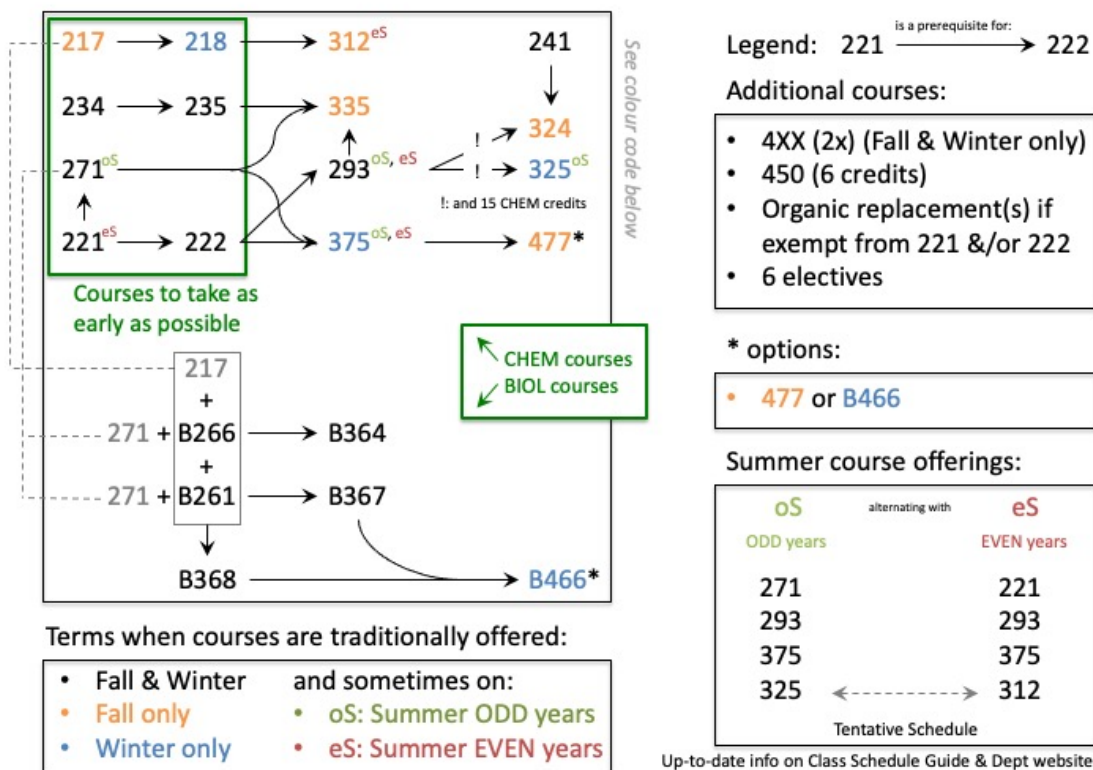 217 218 312eS 241
234 235 335 324
271oS 293oS, eS ! 325oS
!
!: and 15 CHEM credits
221eS 222 375oS, eS 477*
See colour code below
Courses to take as
early as possible
CHEM courses
BIOL courses
217
+
271 + B266 B364
+
271 + B261 B367
B368 B466*
Terms when courses are traditionally offered:
• Fall & Winter
• Fall only
• Winter only
and sometimes on:
• oS: Summer ODD years
• eS: Summer EVEN years
Legend: 221 is a prerequisite for: 222
Additional courses:
• 4XX (2x) (Fall & Winter only)
• 450 (6 credits)
• Organic replacement(s) if
exempt from 221 &/or 222
• 6 electives
* options:
• 477 or B466
Summer course offerings:
oS alternating with eS
ODD years EVEN years
271 221
293 293
375 375
325 312
Tentative Schedule
Up-to-date info on Class Schedule Guide & Dept website